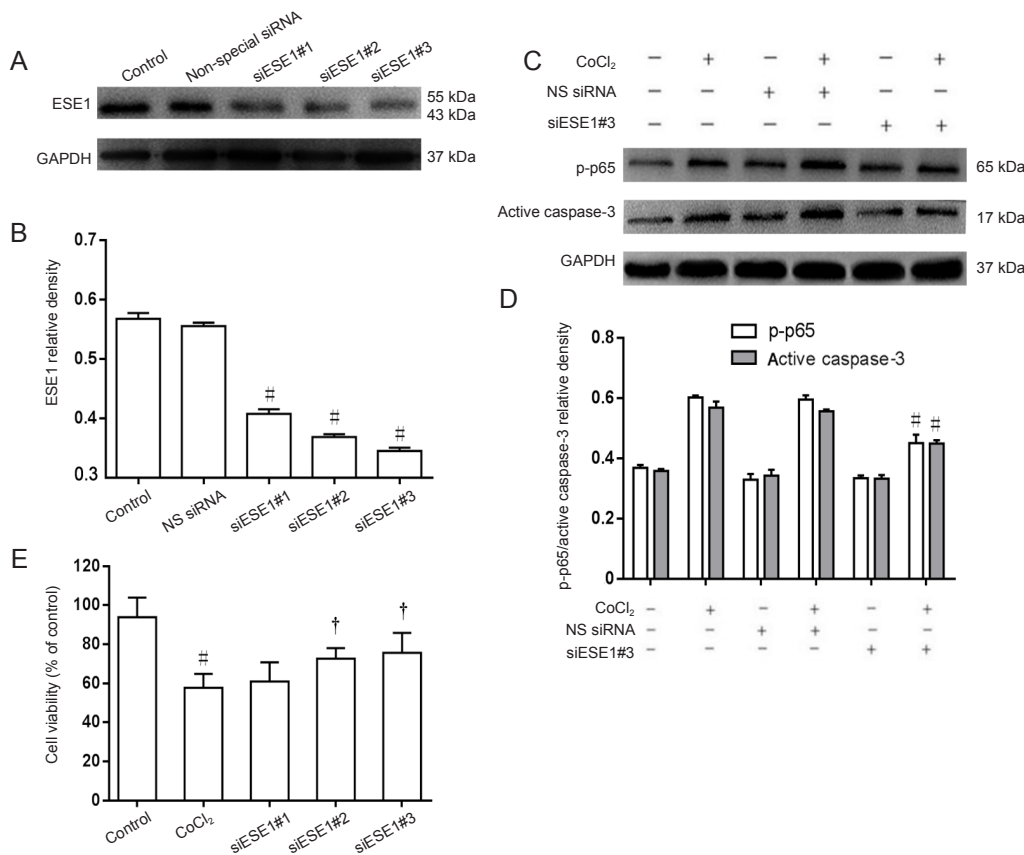 A
Control
Non-special siRNA
siESE1#1
siESE1#2
siESE1#3
ESE1
55 kDa
43 kDa
GAPDH
37 kDa
B
ESE1 relative density
0.7
0.6
0.5
0.4
0.3
# # #
Control
NS siRNA
siESE1#1
siESE1#2
siESE1#3
C
CoCl₂ − + − + − +
NS siRNA − − + + − −
siESE1#3 − − − − + +
p-p65
65 kDa
Active caspase-3
17 kDa
GAPDH
37 kDa
D
p-p65/active caspase-3 relative density
0.8
0.6
0.4
0.2
0
p-p65
Active caspase-3
# #
CoCl₂ − + − + − +
NS siRNA − − + + − −
siESE1#3 − − − − + +
E
Cell viability (% of control)
120
100
80
60
40
20
0
# † †
Control
CoCl₂
siESE1#1
siESE1#2
siESE1#3